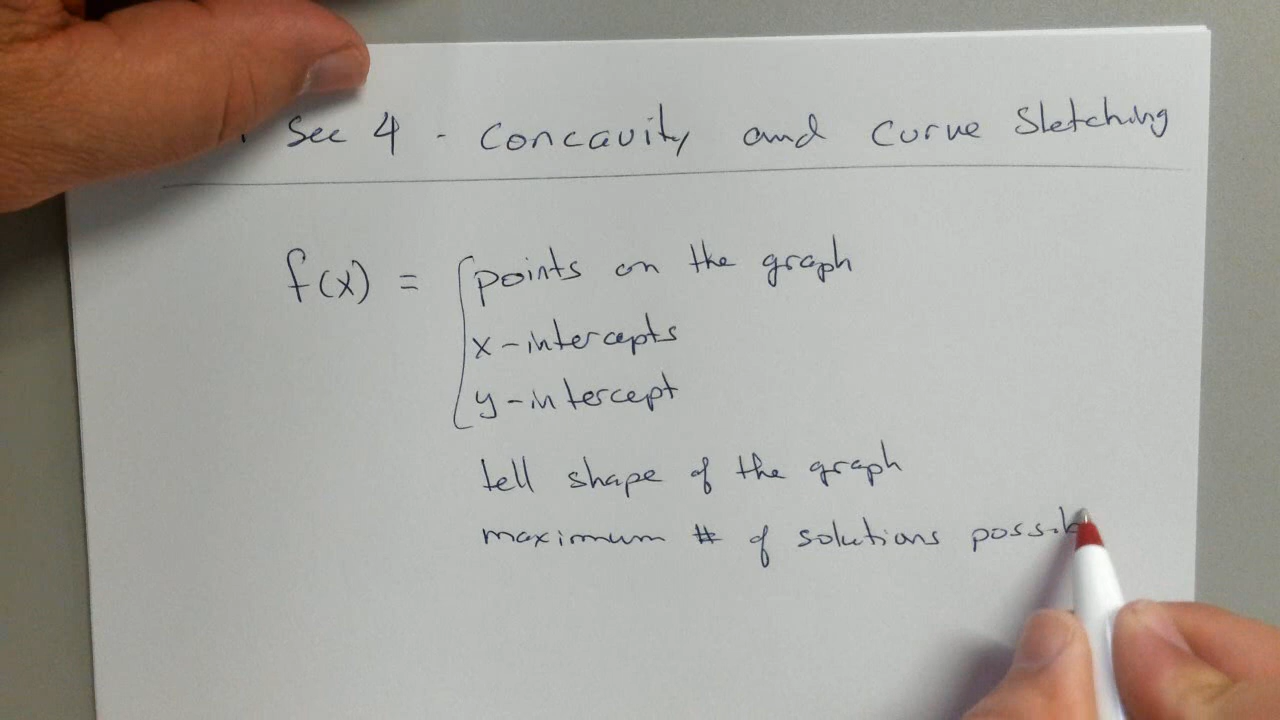 . Sec 4 - Concavity and Curve Sketching
f(x) = points on the graph
x-intercepts
y-intercept
tell shape of the graph
maximum # of solutions possib